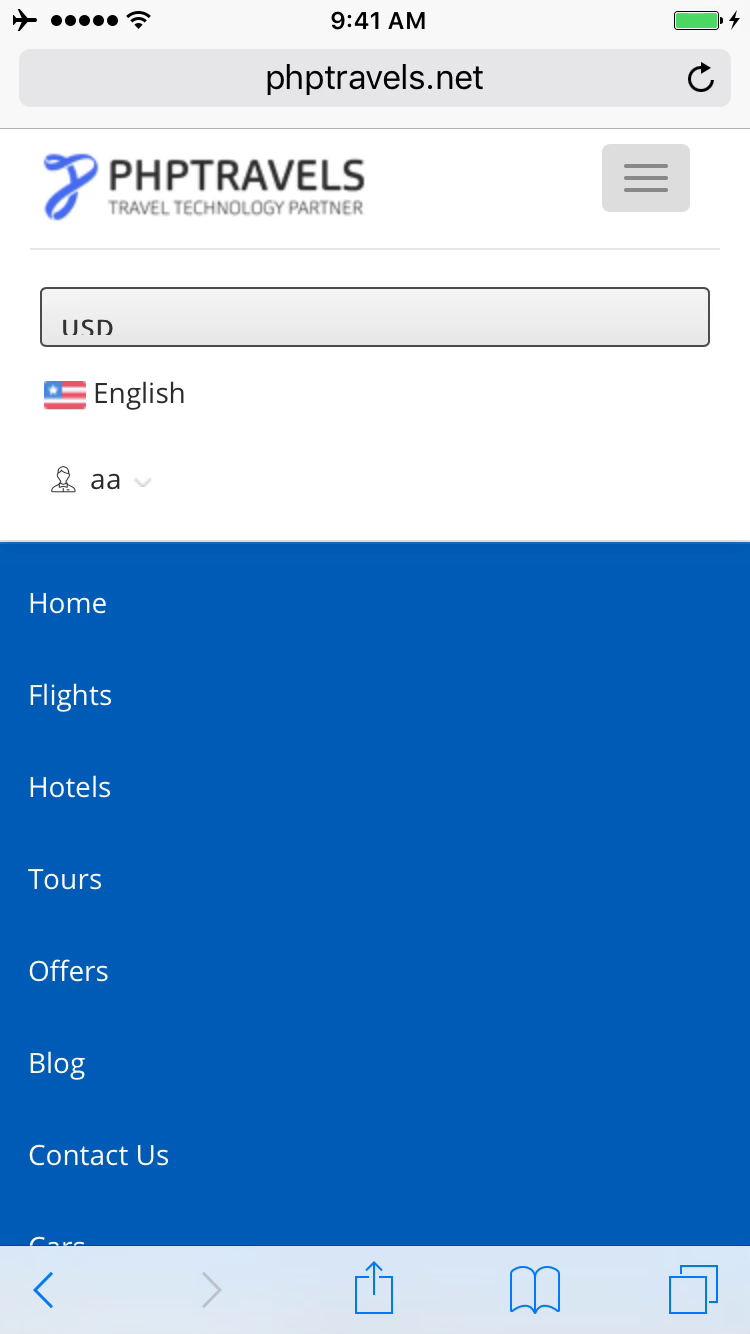 9:41 AM
phptravels.net
PHPTRAVELS
TRAVEL TECHNOLOGY PARTNER
USD
English
aa
Home
Flights
Hotels
Tours
Offers
Blog
Contact Us
Cars